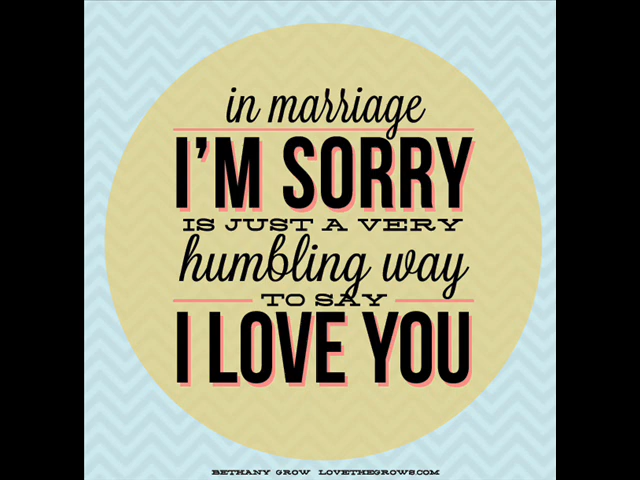 in marriage
I'M SORRY
IS JUST A VERY
humbling way
TO SAY
I LOVE YOU
BETHANY GROW LOVETHEGROWS.COM